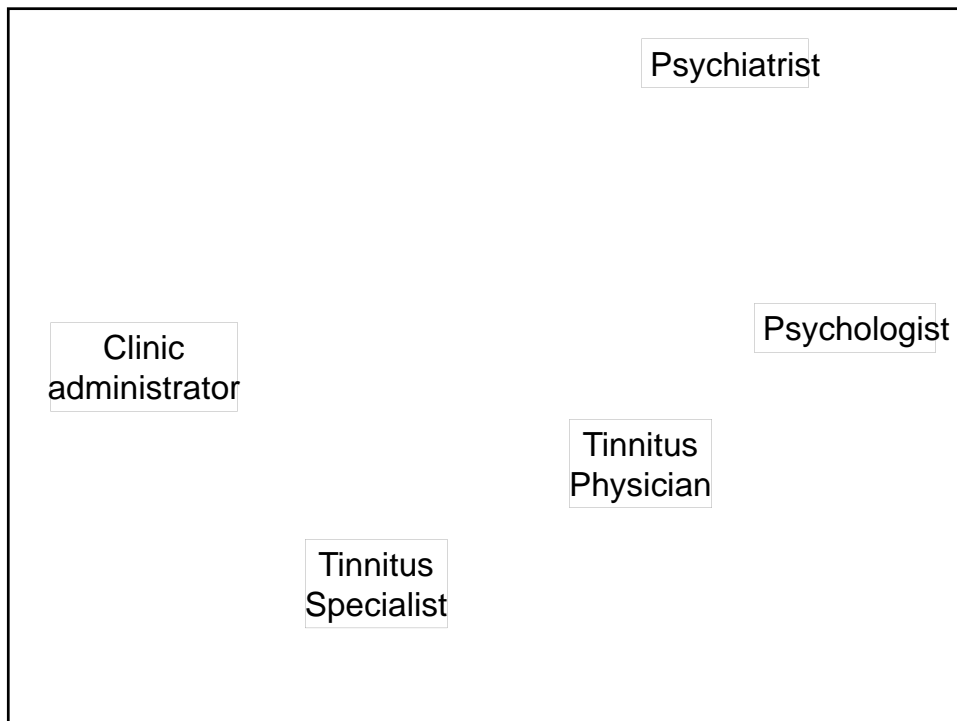 Psychiatrist
Psychologist
Clinic
administrator
Tinnitus
Physician
Tinnitus
Specialist